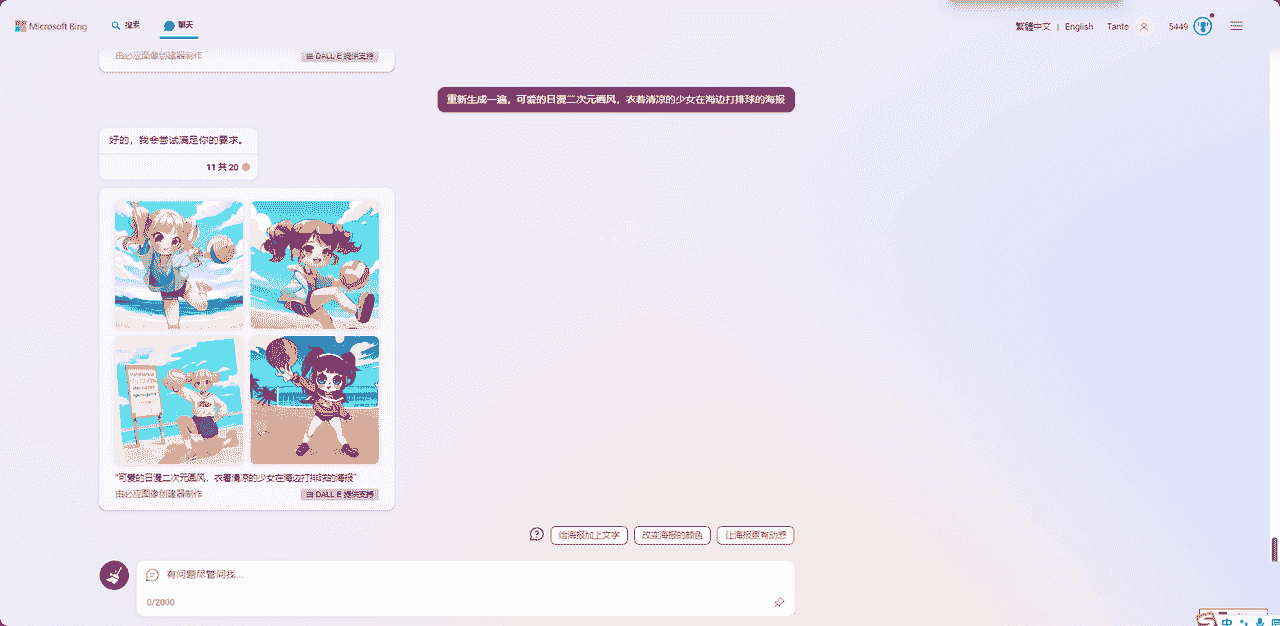 Microsoft Bing
搜索
聊天
繁體中文 | English
Tanto
5449
由必应图像创建器制作
由 DALL·E 提供支持
重新生成一遍，可爱的日漫二次元画风，衣着清凉的少女在海边打排球的海报
好的，我会尝试满足你的要求。
11 共 20
"可爱的日漫二次元画风，衣着清凉的少女在海边打排球的海报"
由必应图像创建器制作
由 DALL·E 提供支持
给海报加上文字
改变海报的颜色
让海报更有动感
有问题尽管问我...
0/2000
中